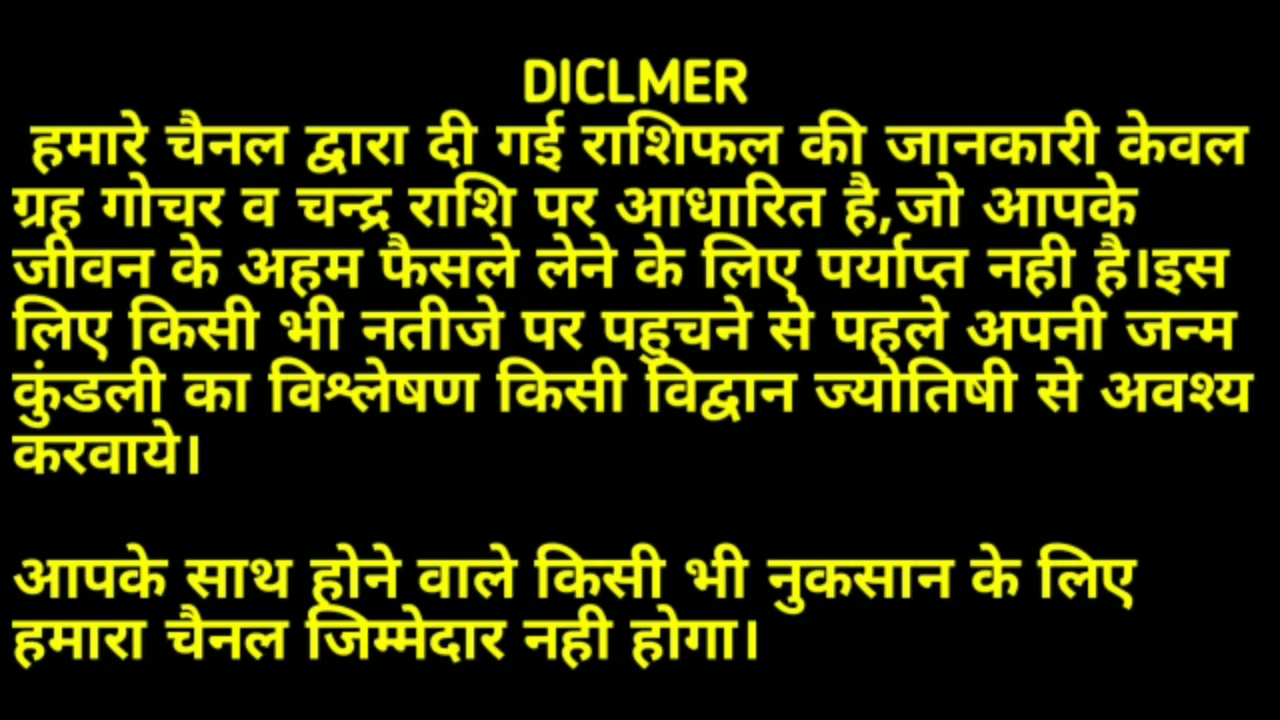 DICLMER
हमारे चैनल द्वारा दी गई राशिफल की जानकारी केवल
ग्रह गोचर व चन्द्र राशि पर आधारित है,जो आपके
जीवन के अहम फैसले लेने के लिए पर्याप्त नही है।इस
लिए किसी भी नतीजे पर पहुचने से पहले अपनी जन्म
कुंडली का विश्लेषण किसी विद्वान ज्योतिषी से अवश्य
करवाये।
आपके साथ होने वाले किसी भी नुकसान के लिए
हमारा चैनल जिम्मेदार नही होगा।